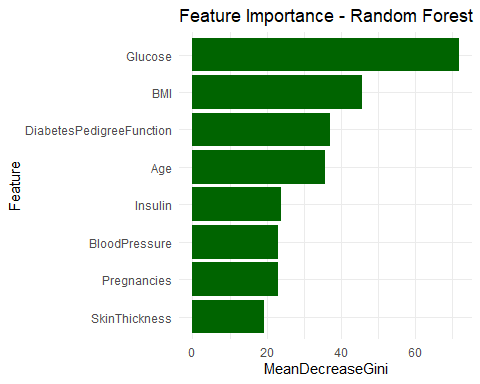 Feature Importance - Random Forest
Feature
Glucose
BMI
DiabetesPedigreeFunction
Age
Insulin
BloodPressure
Pregnancies
SkinThickness
0 20 40 60
MeanDecreaseGini